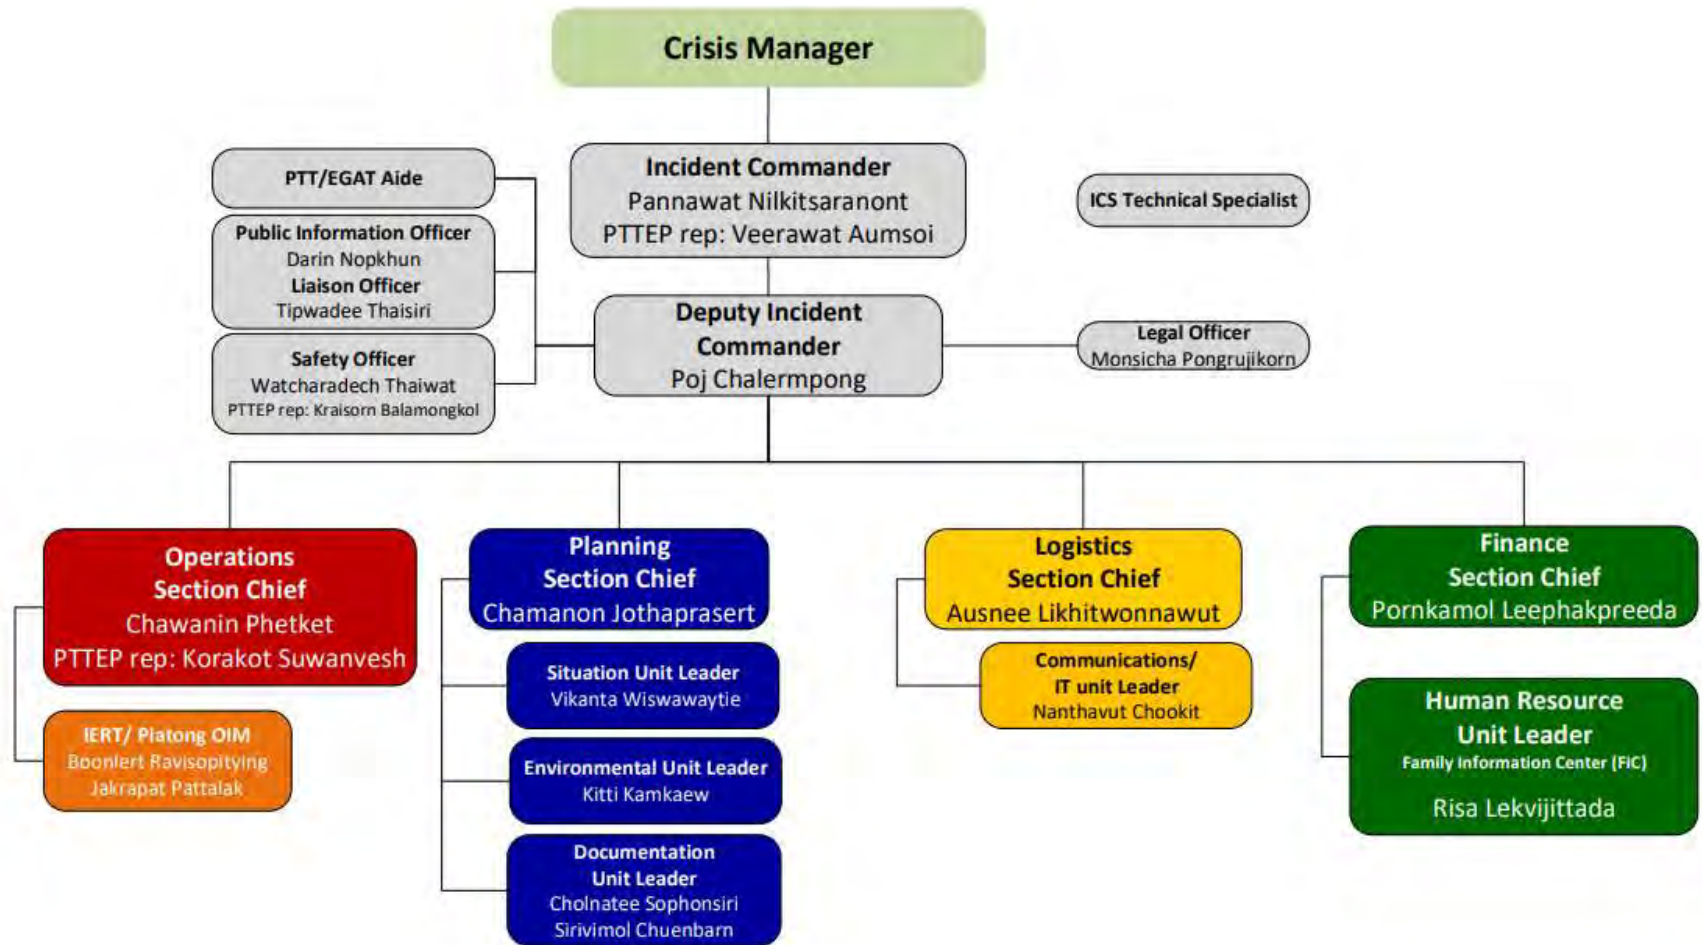 Crisis Manager
Incident Commander
Pannawat Nilkitsaranont
PTTEP rep: Veerawat Aumsoi
PTT/EGAT Aide
Public Information Officer
Darin Nopkhun
Liaison Officer
Tipwadee Thaisiri
Safety Officer
Watcharadech Thaiwat
PTTEP rep: Kraisorn Balamongkol
Deputy Incident
Commander
Poj Chalermpong
ICS Technical Specialist
Legal Officer
Monsicha Pongrujikorn
Operations
Section Chief
Chawanin Phetket
PTTEP rep: Korakot Suwanvesh
IERT/ Platong OIM
Boonlert Ravisopitying
Jakrapat Pattalak
Planning
Section Chief
Chamanon Jothaprasert
Situation Unit Leader
Vikanta Wiswawaytie
Environmental Unit Leader
Kitti Kamkaew
Documentation
Unit Leader
Cholnatee Sophonsiri
Sirivimol Chuenbarn
Logistics
Section Chief
Ausnee Likhitwonnawut
Communications/
IT unit Leader
Nanthavut Chookit
Finance
Section Chief
Pornkamol Leephakpreeda
Human Resource
Unit Leader
Family Information Center (FIC)
Risa Lekvijittada